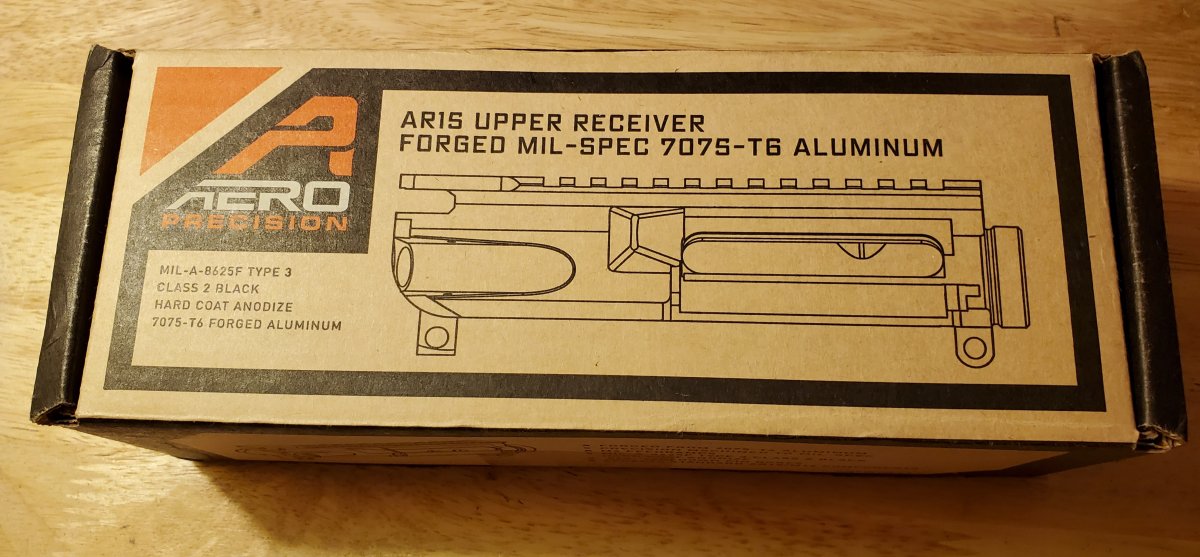 AERO
PRECISION
AR15 UPPER RECEIVER
FORGED MIL-SPEC 7075-T6 ALUMINUM
MIL-A-8625F TYPE 3
CLASS 2 BLACK
HARD COAT ANODIZE
7075-T6 FORGED ALUMINUM